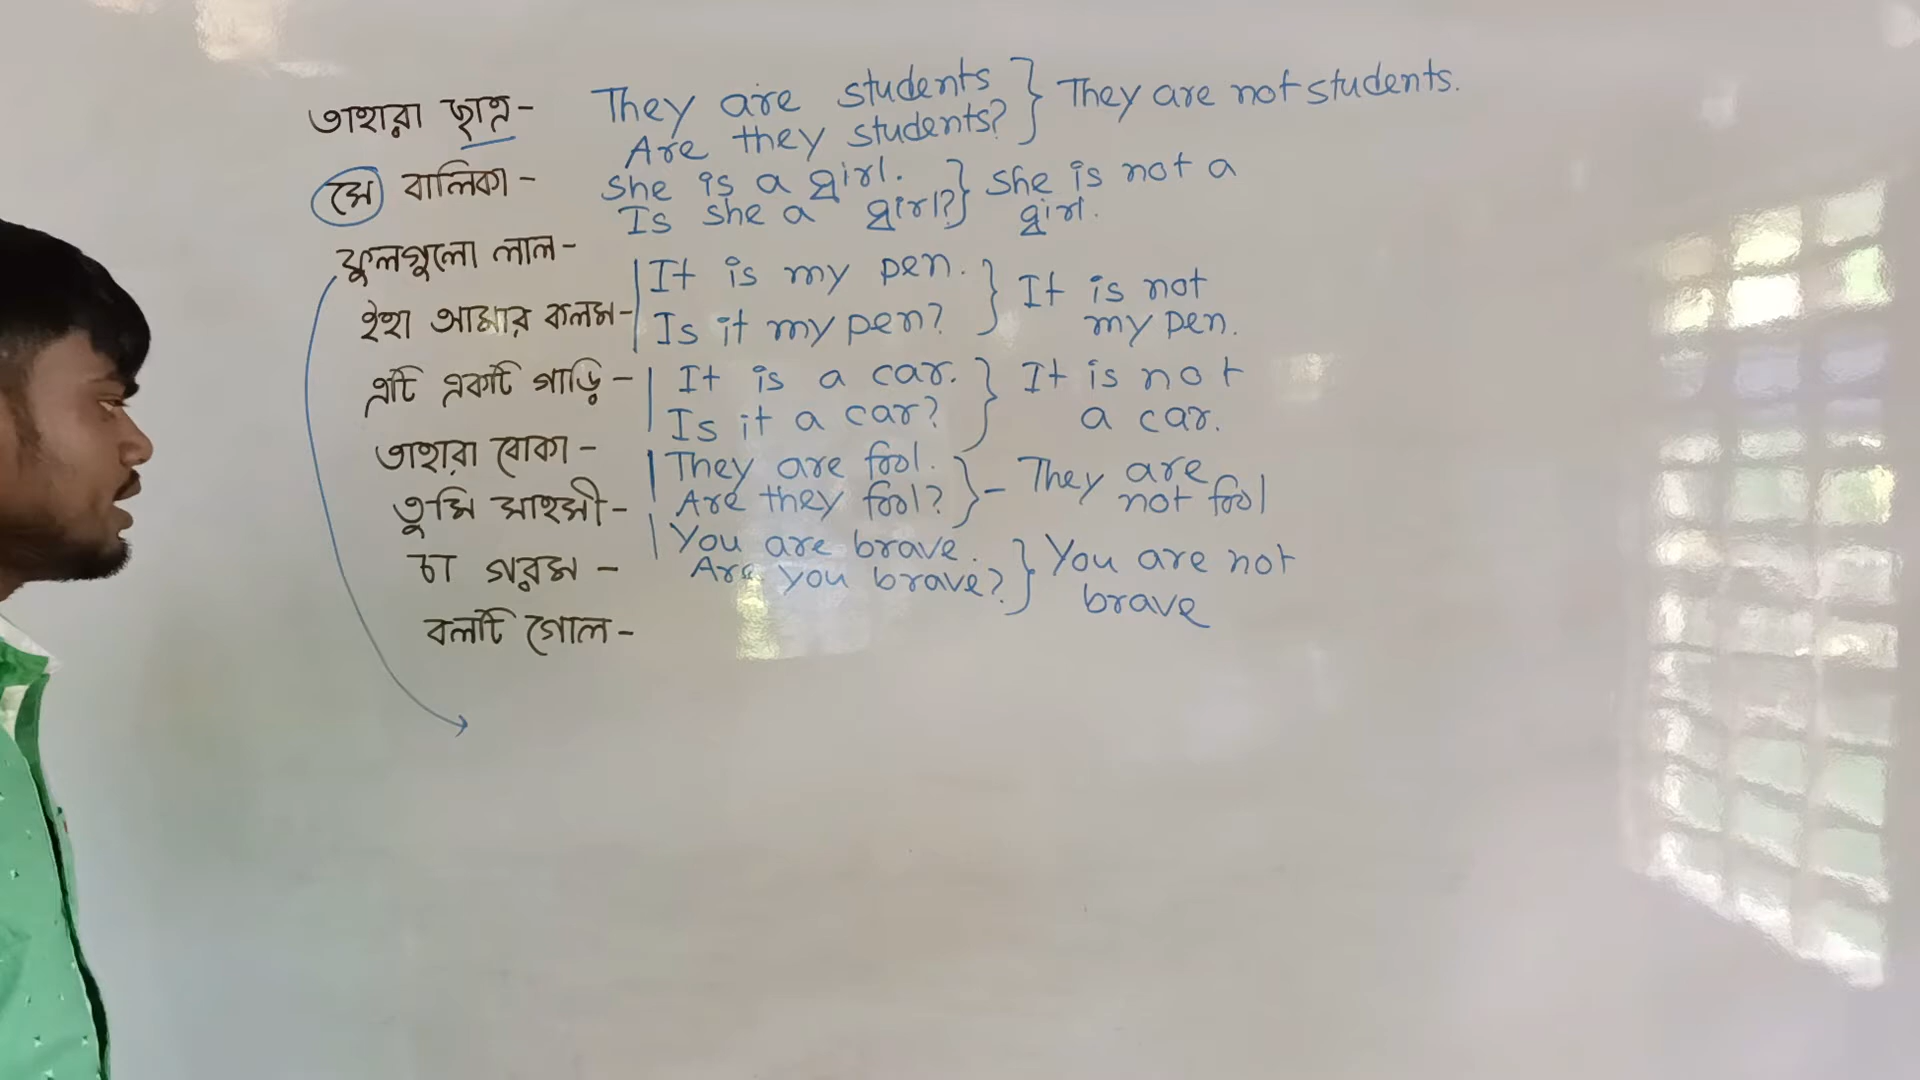 তাহারা ছাত্র- They are students } They are not students.
Are they students?
সে বালিকা - She is a girl. } She is not a
Is she a girl? girl.
ফুলগুলো লাল-
ইহা আমার কলম- It is my pen. } It is not
Is it my pen? my pen.
এটি একটি গাড়ি - It is a car. } It is not
Is it a car? a car.
তাহারা বোকা - They are fool. } - They are
Are they fool? not fool
তুমি সাহসী - You are brave. } You are not
Are you brave? brave
চা গরম -
বলটি গোল -